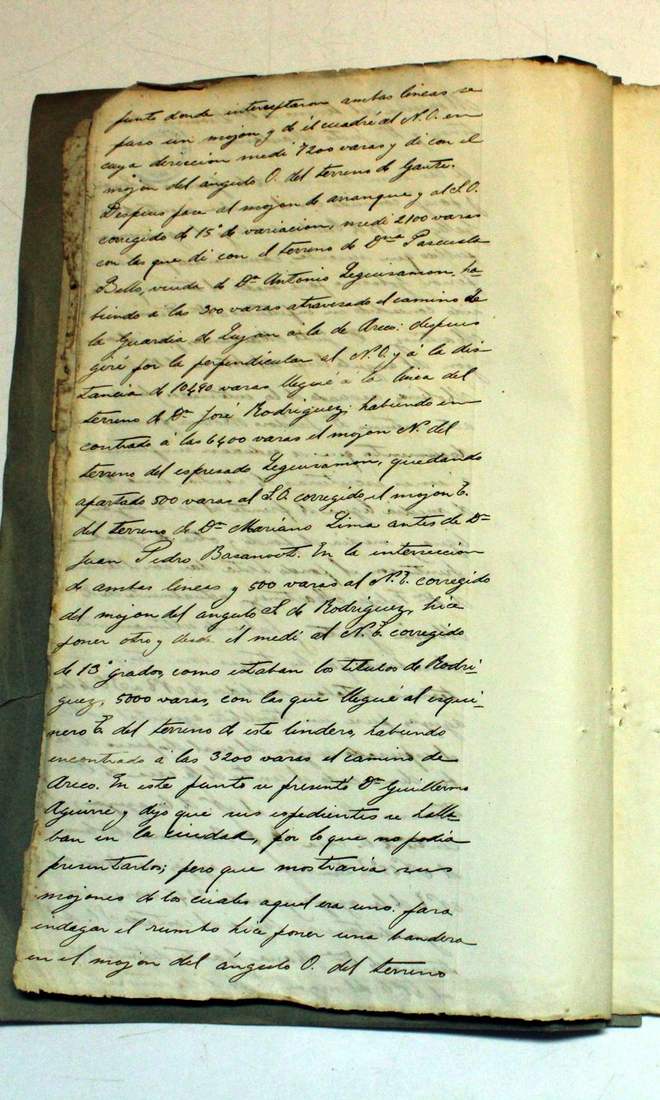 punto donde interceptaron ambas lineas se
puso un mojon y de él cuadré al N.O. en
cuya direccion medi 7200 varas y di con el
mojon del ángulo O. del terreno de Gante.
Despues pasé al mojon de arranque y al S.O.
corregido de 15° de variacion, medi 2100 varas
con las que di con el terreno de Dña Pascuala
Bello, viuda de Dn Antonio Leguisamon, ha
biendo a las 300 varas atravesado el camino de
la Guardia de Lujan a la de Areco: despues
giré por la perpendicular al N.O. y á la dis
tancia de 10490 varas llegué á la linea del
terreno de Dn José Rodriguez; habiendo en
contrado á las 6400 varas el mojon N. del
terreno del espresado Leguisamon, quedando
apartado 500 varas al S.O. corregido el mojon E.
del terreno de Dn Mariano Lima antes de Dn
Juan Pedro En la interseccion
de ambas lineas y 500 varas al N.E. corregido
del mojon del angulo S. de Rodriguez, hice
poner otro y desde él medi al N.E. corregido
de 13° grados, como estaban los titulos de Rodri-
guez, 5000 varas, con las que llegué al esqui-
nero E. del terreno de este lindero, habiendo
encontrado á las 3200 varas el camino de
Areco. En este punto se presentó Dn Guillermo
Aguirre y dijo que sus espedientes se halla-
ban en la ciudad, por lo que no podia
presentarlos; pero que mostraria sus
mojones de los cuales aquel era uno. para
indagar el rumbo hice poner una bandera
en el mojon del ángulo O. del terreno